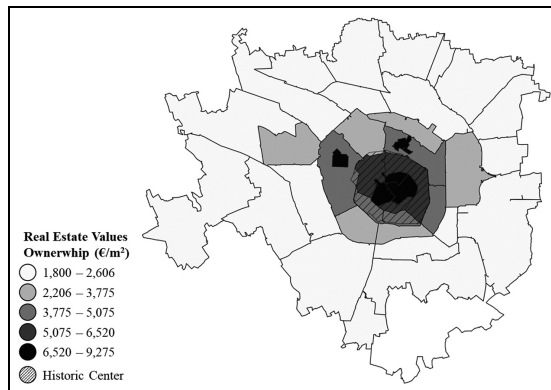 Real Estate Values
Ownerwhip (€/m²)
1,800 – 2,606
2,206 – 3,775
3,775 – 5,075
5,075 – 6,520
6,520 – 9,275
Historic Center